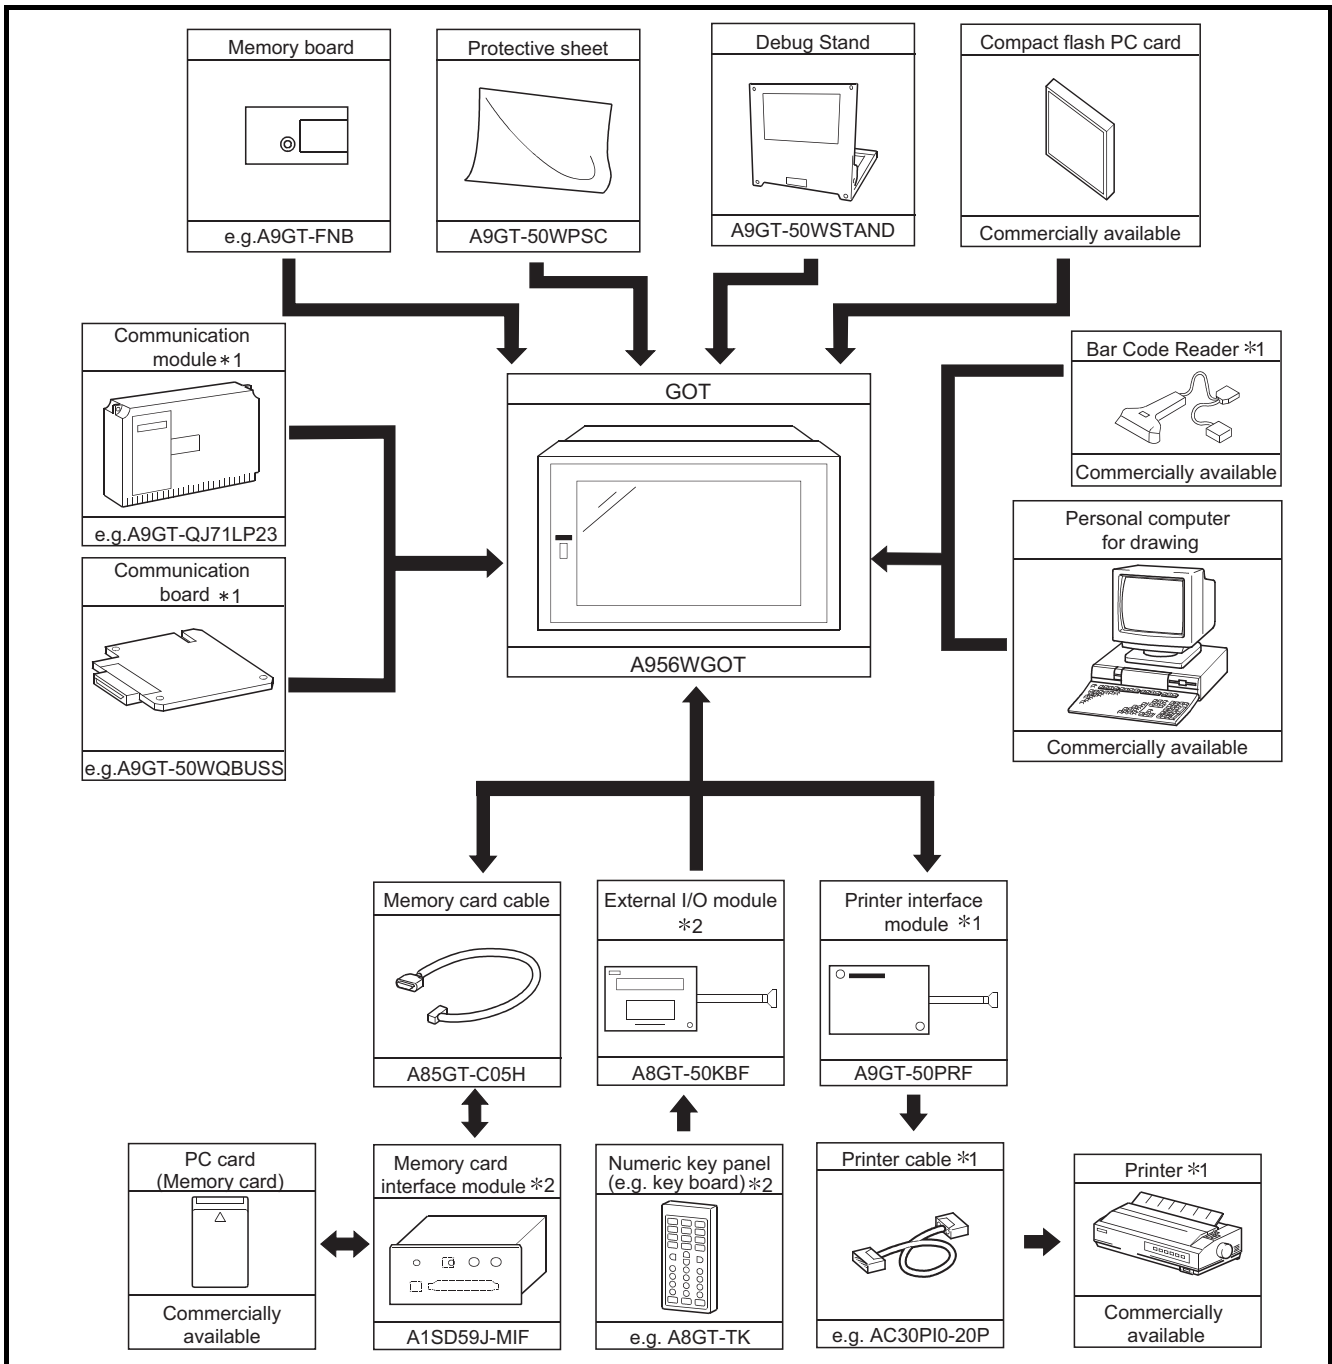 Memory board
e.g.A9GT-FNB
Protective sheet
A9GT-50WPSC
Debug Stand
A9GT-50WSTAND
Compact flash PC card
Commercially available
Communication
module*1
e.g.A9GT-QJ71LP23
Communication
board *1
e.g.A9GT-50WQBUSS
GOT
A956WGOT
Bar Code Reader *1
Commercially available
Personal computer
for drawing
Commercially available
Memory card cable
A85GT-C05H
External I/O module
*2
A8GT-50KBF
Printer interface
module *1
A9GT-50PRF
PC card
(Memory card)
Commercially
available
Memory card
interface module*2
A1SD59J-MIF
Numeric key panel
(e.g. key board)*2
e.g. A8GT-TK
Printer cable *1
e.g. AC30PI0-20P
Printer *1
Commercially
available